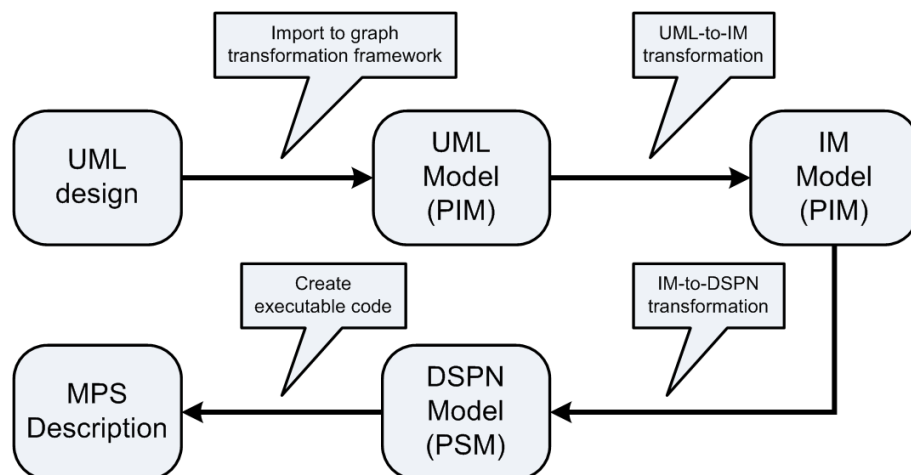 Import to graph
transformation framework
UML-to-IM
transformation
UML
design
UML
Model
(PIM)
IM
Model
(PIM)
Create
executable code
IM-to-DSPN
transformation
MPS
Description
DSPN
Model
(PSM)